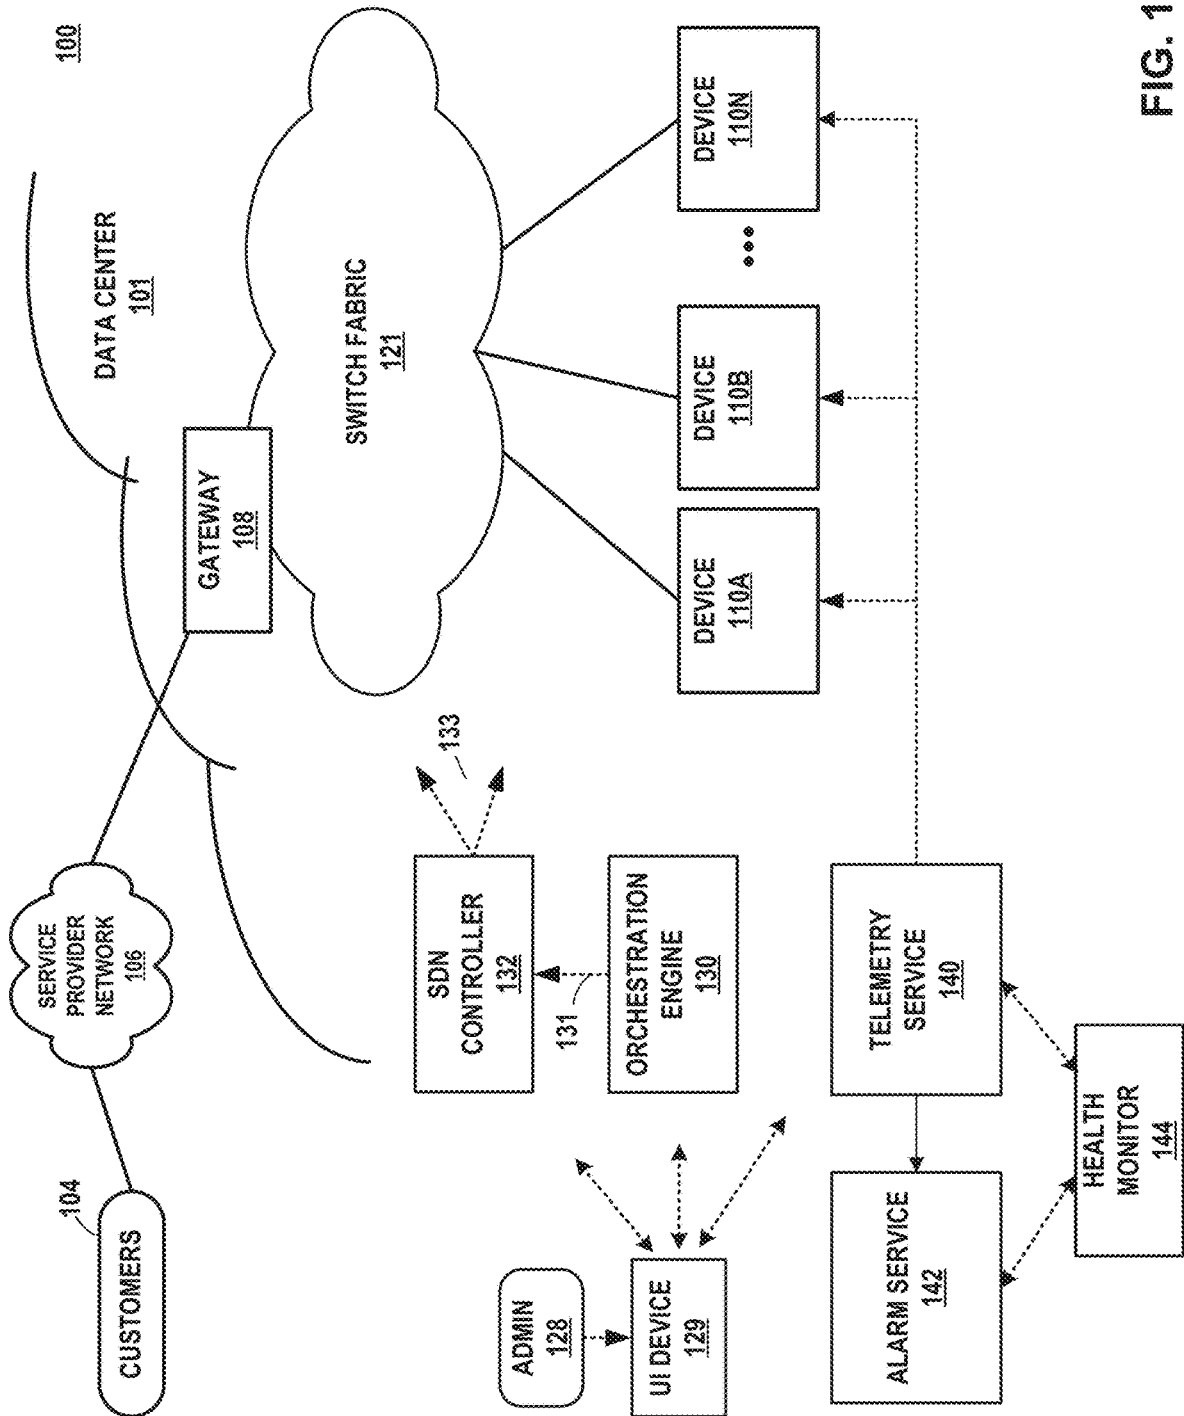 100
CUSTOMERS
104
SERVICE
PROVIDER
NETWORK
106
DATA CENTER
101
GATEWAY
108
SWITCH FABRIC
121
ADMIN
128
UI DEVICE
129
SDN
CONTROLLER
132
133
131
ORCHESTRATION
ENGINE
130
DEVICE
110A
DEVICE
110B
•••
DEVICE
110N
ALARM SERVICE
142
TELEMETRY
SERVICE
140
HEALTH
MONITOR
144
FIG. 1